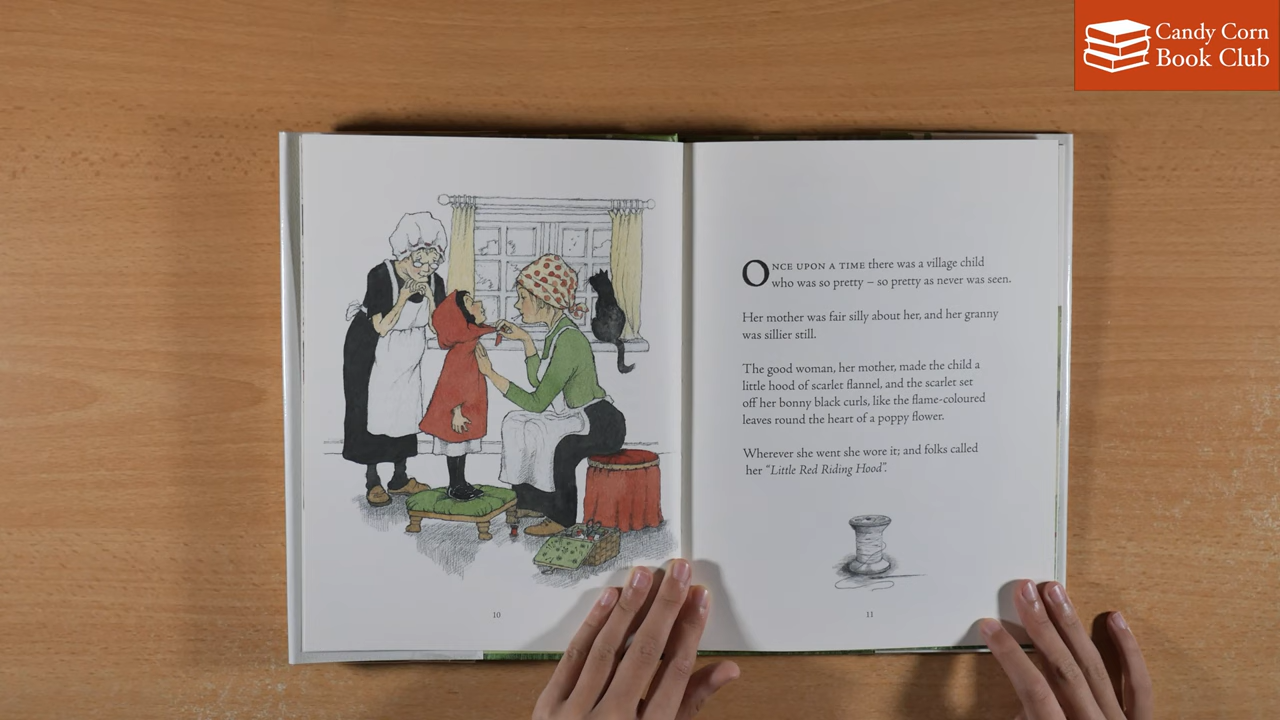 Candy Corn
Book Club
ONCE UPON A TIME there was a village child
who was so pretty – so pretty as never was seen.
Her mother was fair silly about her, and her granny
was sillier still.
The good woman, her mother, made the child a
little hood of scarlet flannel, and the scarlet set
off her bonny black curls, like the flame-coloured
leaves round the heart of a poppy flower.
Wherever she went she wore it; and folks called
her “Little Red Riding Hood”.
10
11